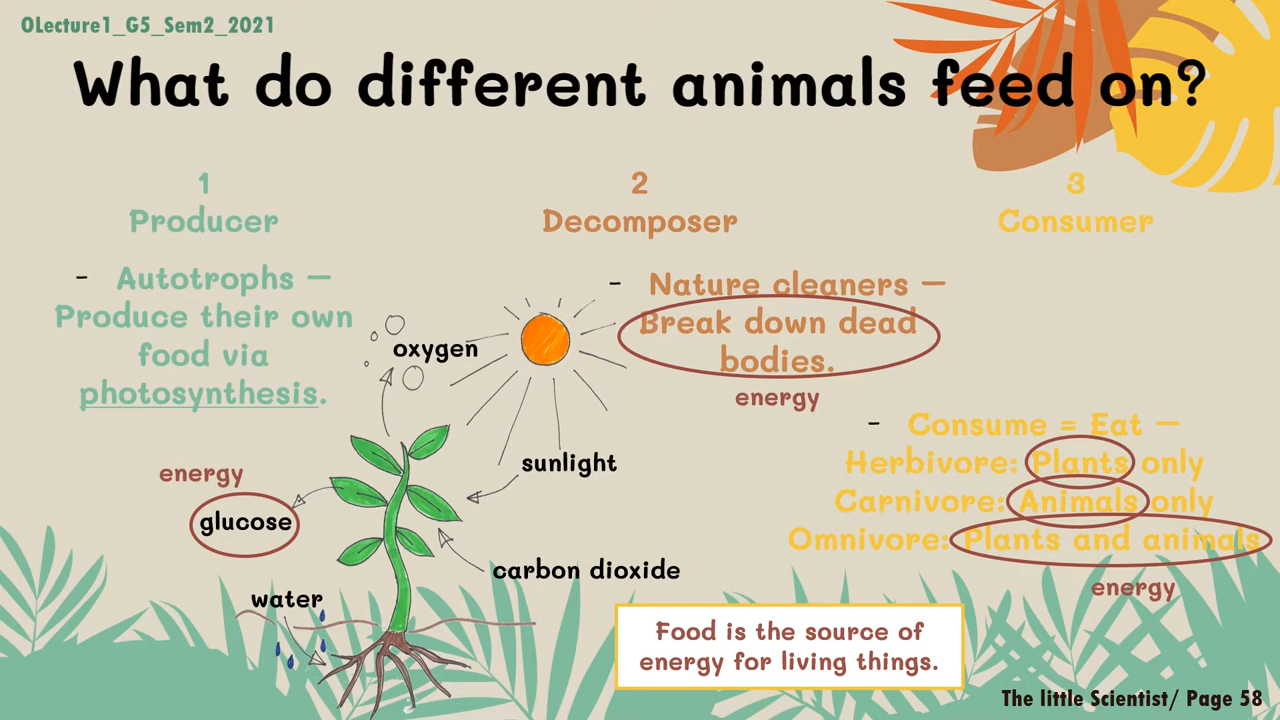 OLecture1_G5_Sem2_2021
What do different animals feed on?
1
Producer
- Autotrophs –
Produce their own
food via
photosynthesis.
2
Decomposer
- Nature cleaners –
Break down dead
bodies.
energy
3
Consumer
- Consume = Eat –
Herbivore: Plants only
Carnivore: Animals only
Omnivore: Plants and animals
energy
oxygen
sunlight
energy
glucose
carbon dioxide
water
Food is the source of
energy for living things.
The little Scientist/ Page 58